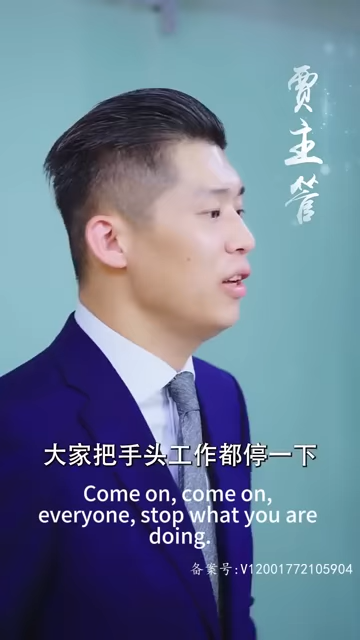 贾主管
大家把手头工作都停一下
Come on, come on,
everyone, stop what you are
doing.
备案号:V12001772105904